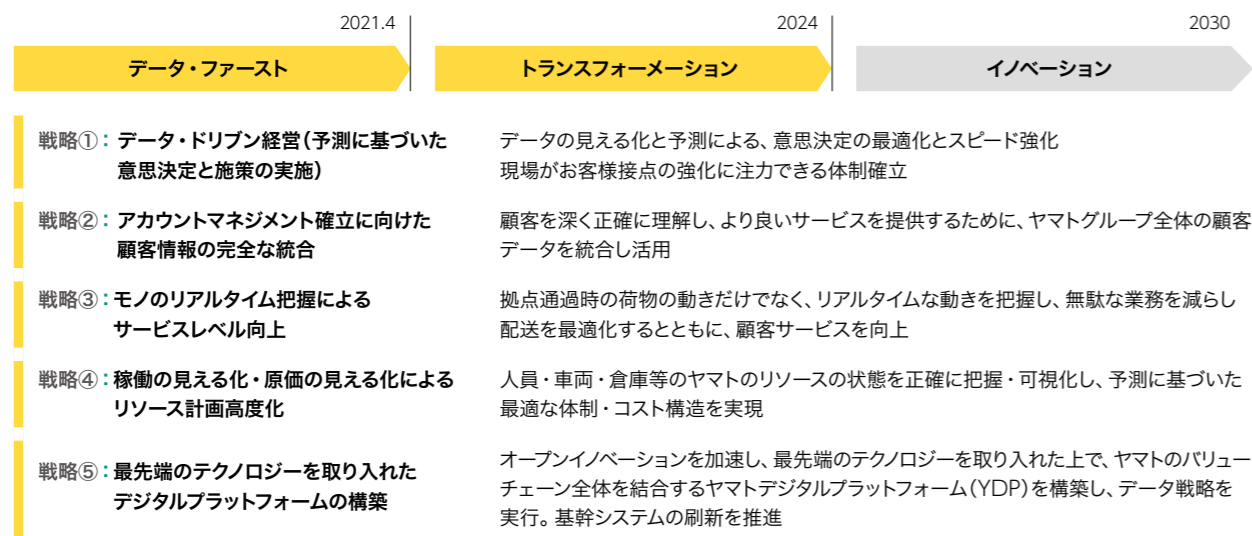 2021.4
2024
2030
データ・ファースト
トランスフォーメーション
イノベーション
戦略①：データ・ドリブン経営（予測に基づいた
意思決定と施策の実施）
データの見える化と予測による、意思決定の最適化とスピード強化
現場がお客様接点の強化に注力できる体制確立
戦略②：アカウントマネジメント確立に向けた
顧客情報の完全な統合
顧客を深く正確に理解し、より良いサービスを提供するために、ヤマトグループ全体の顧客
データを統合し活用
戦略③：モノのリアルタイム把握による
サービスレベル向上
拠点通過時の荷物の動きだけでなく、リアルタイムな動きを把握し、無駄な業務を減らし
配送を最適化するとともに、顧客サービスを向上
戦略④：稼働の見える化・原価の見える化による
リソース計画高度化
人員・車両・倉庫等のヤマトのリソースの状態を正確に把握・可視化し、予測に基づいた
最適な体制・コスト構造を実現
戦略⑤：最先端のテクノロジーを取り入れた
デジタルプラットフォームの構築
オープンイノベーションを加速し、最先端のテクノロジーを取り入れた上で、ヤマトのバリュー
チェーン全体を結合するヤマトデジタルプラットフォーム（YDP）を構築し、データ戦略を
実行。基幹システムの刷新を推進